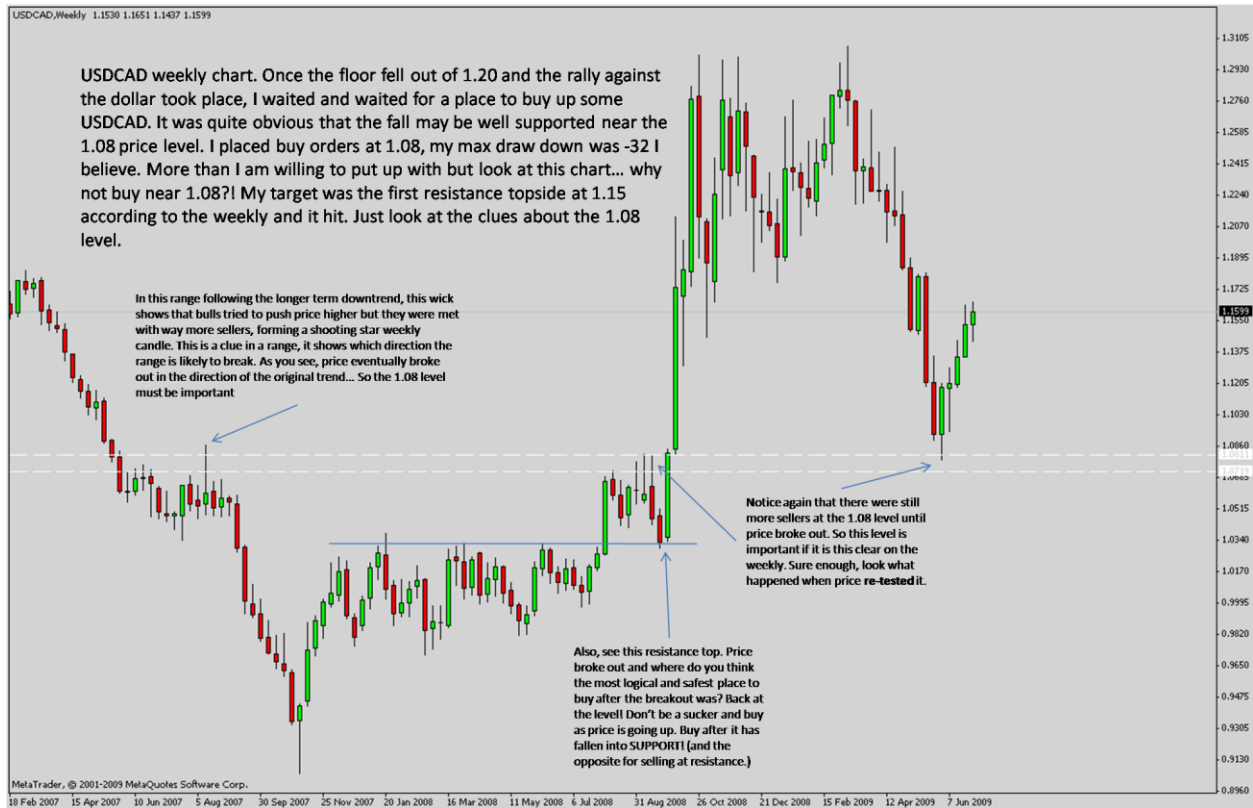 USDCAD,Weekly 1.1530 1.1651 1.1437 1.1599
USDCAD weekly chart. Once the floor fell out of 1.20 and the rally against
the dollar took place, I waited and waited for a place to buy up some
USDCAD. It was quite obvious that the fall may be well supported near the
1.08 price level. I placed buy orders at 1.08, my max draw down was -32 I
believe. More than I am willing to put up with but look at this chart... why
not buy near 1.08?! My target was the first resistance topside at 1.15
according to the weekly and it hit. Just look at the clues about the 1.08
level.
In this range following the longer term downtrend, this wick
shows that bulls tried to push price higher but they were met
with way more sellers, forming a shooting star weekly
candle. This is a clue in a range, it shows which direction the
range is likely to break. As you see, price eventually broke
out in the direction of the original trend... So the 1.08 level
must be important
Notice again that there were still
more sellers at the 1.08 level until
price broke out. So this level is
important if it is this clear on the
weekly. Sure enough, look what
happened when price re-tested it.
Also, see this resistance top. Price
broke out and where do you think
the most logical and safest place to
buy after the breakout was? Back at
the level! Don't be a sucker and buy
as price is going up. Buy after it has
fallen into SUPPORT! (and the
opposite for selling at resistance.)
1.3105
1.2930
1.2760
1.2585
1.2415
1.2240
1.2070
1.1895
1.1725
1.1599
1.1550
1.1375
1.1205
1.1030
1.0860
1.0811
1.0719
1.0685
1.0515
1.0340
1.0170
0.9995
0.9820
0.9650
0.9475
0.9305
0.9130
0.8960
MetaTrader, © 2001-2009 MetaQuotes Software Corp.
18 Feb 2007 15 Apr 2007 10 Jun 2007 5 Aug 2007 30 Sep 2007 25 Nov 2007 20 Jan 2008 16 Mar 2008 11 May 2008 6 Jul 2008 31 Aug 2008 26 Oct 2008 21 Dec 2008 15 Feb 2009 12 Apr 2009 7 Jun 2009